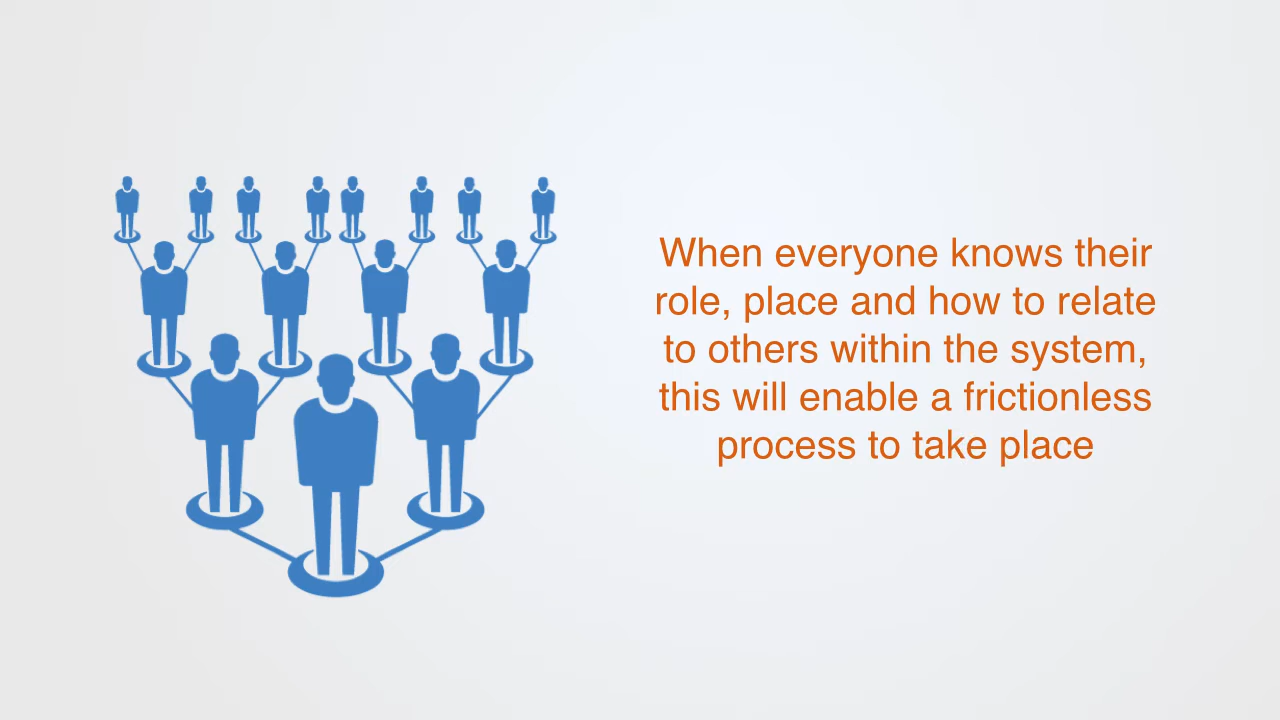 When everyone knows their
role, place and how to relate
to others within the system,
this will enable a frictionless
process to take place